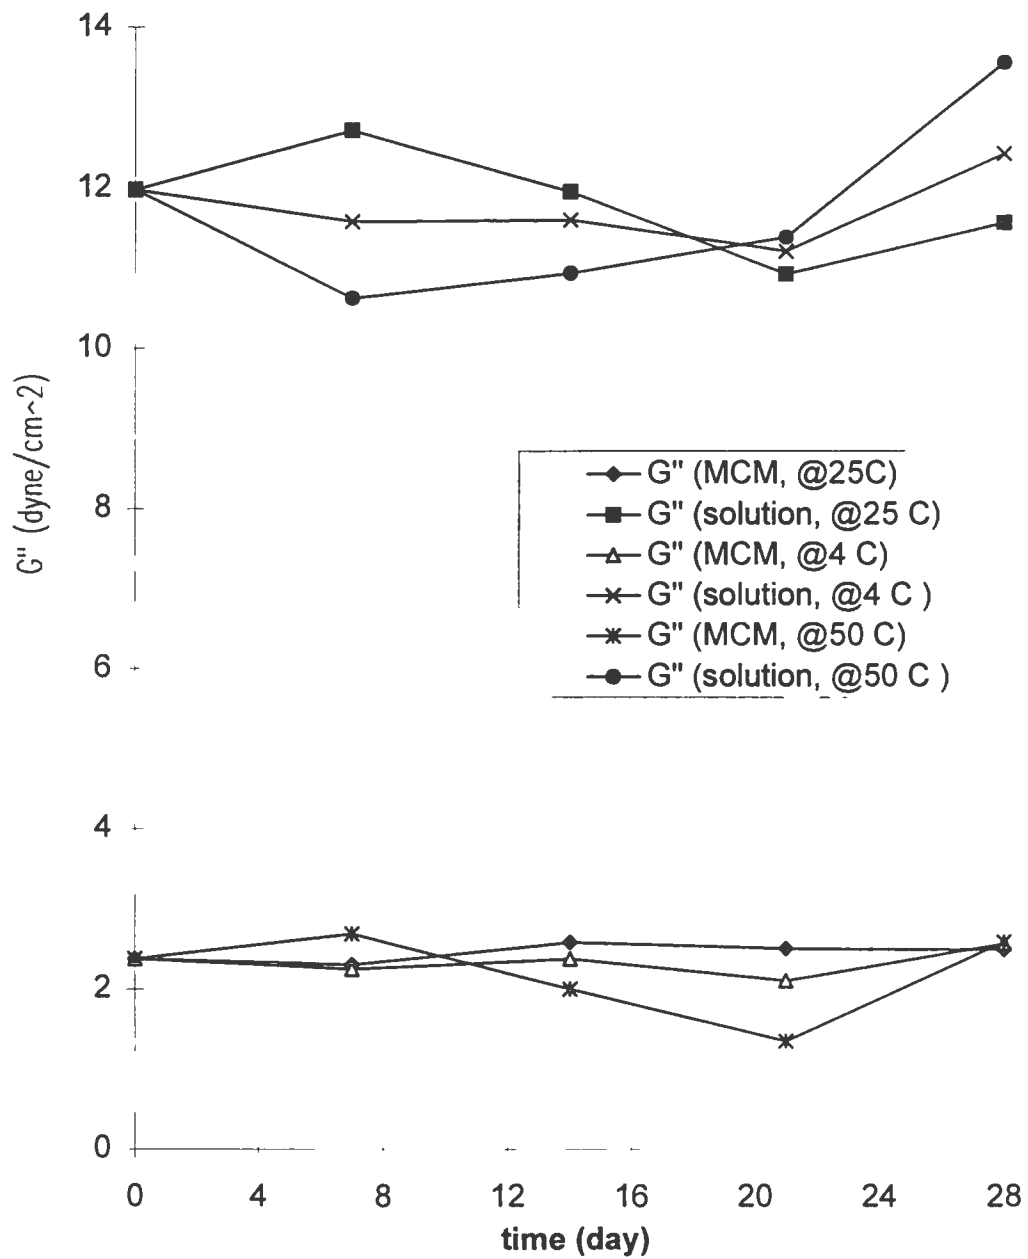 14
12
10
8
6
4
2
0
G" (dyne/cm^2)
G" (MCM, @25C)
G" (solution, @25 C)
G" (MCM, @4 C)
G" (solution, @4 C )
G" (MCM, @50 C)
G" (solution, @50 C )
0 4 8 12 16 20 24 28
time (day)